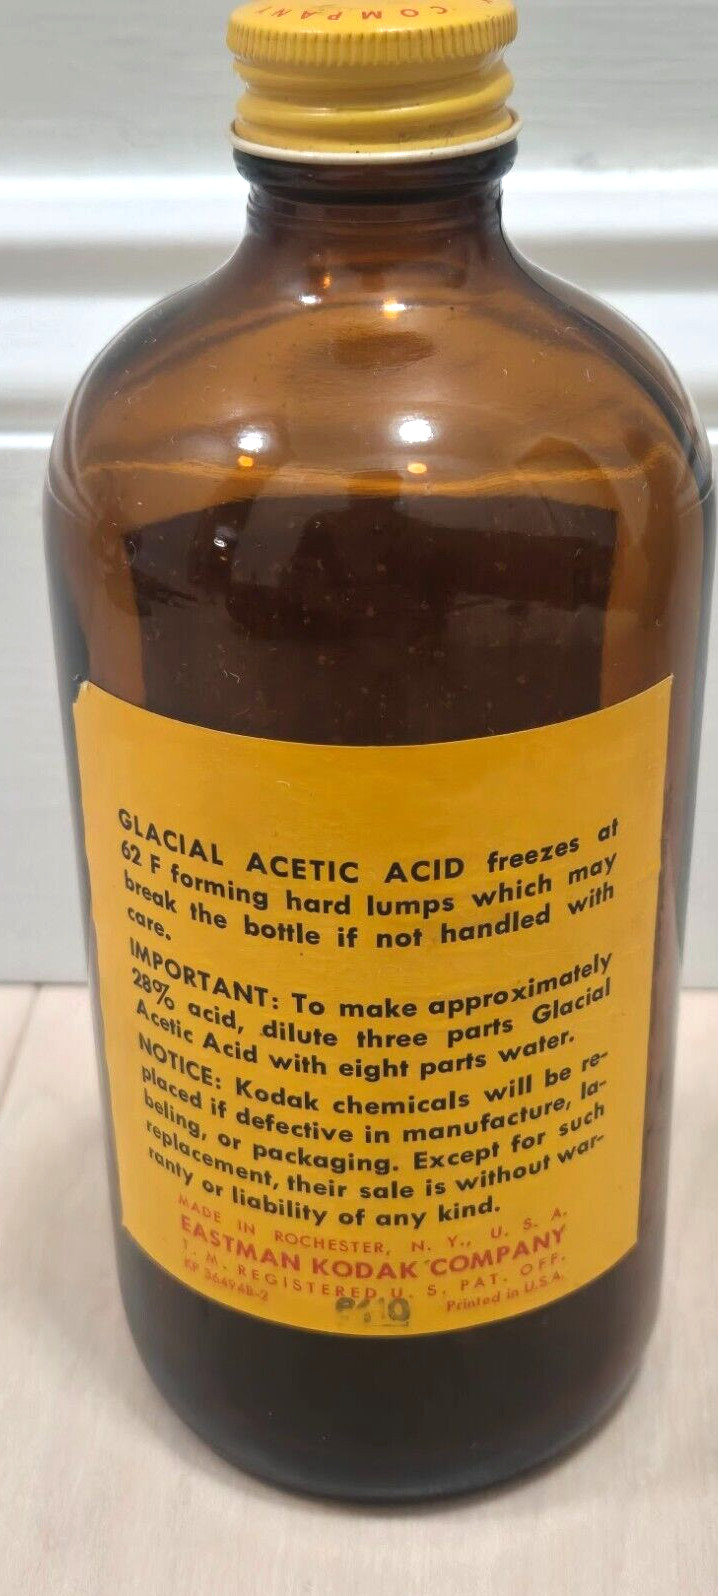 COMPANY
GLACIAL ACETIC ACID freezes at
62 F forming hard lumps which may
break the bottle if not handled with
care.
IMPORTANT: To make approximately
28% acid, dilute three parts Glacial
Acetic Acid with eight parts water.
NOTICE: Kodak chemicals will be re-
placed if defective in manufacture, la-
beling, or packaging. Except for such
replacement, their sale is without war-
ranty or liability of any kind.
MADE IN ROCHESTER, N. Y., U. S. A.
EASTMAN KODAK COMPANY
T. M. REGISTERED U. S. PAT. OFF.
KP 36494B-2 Printed in U.S.A.